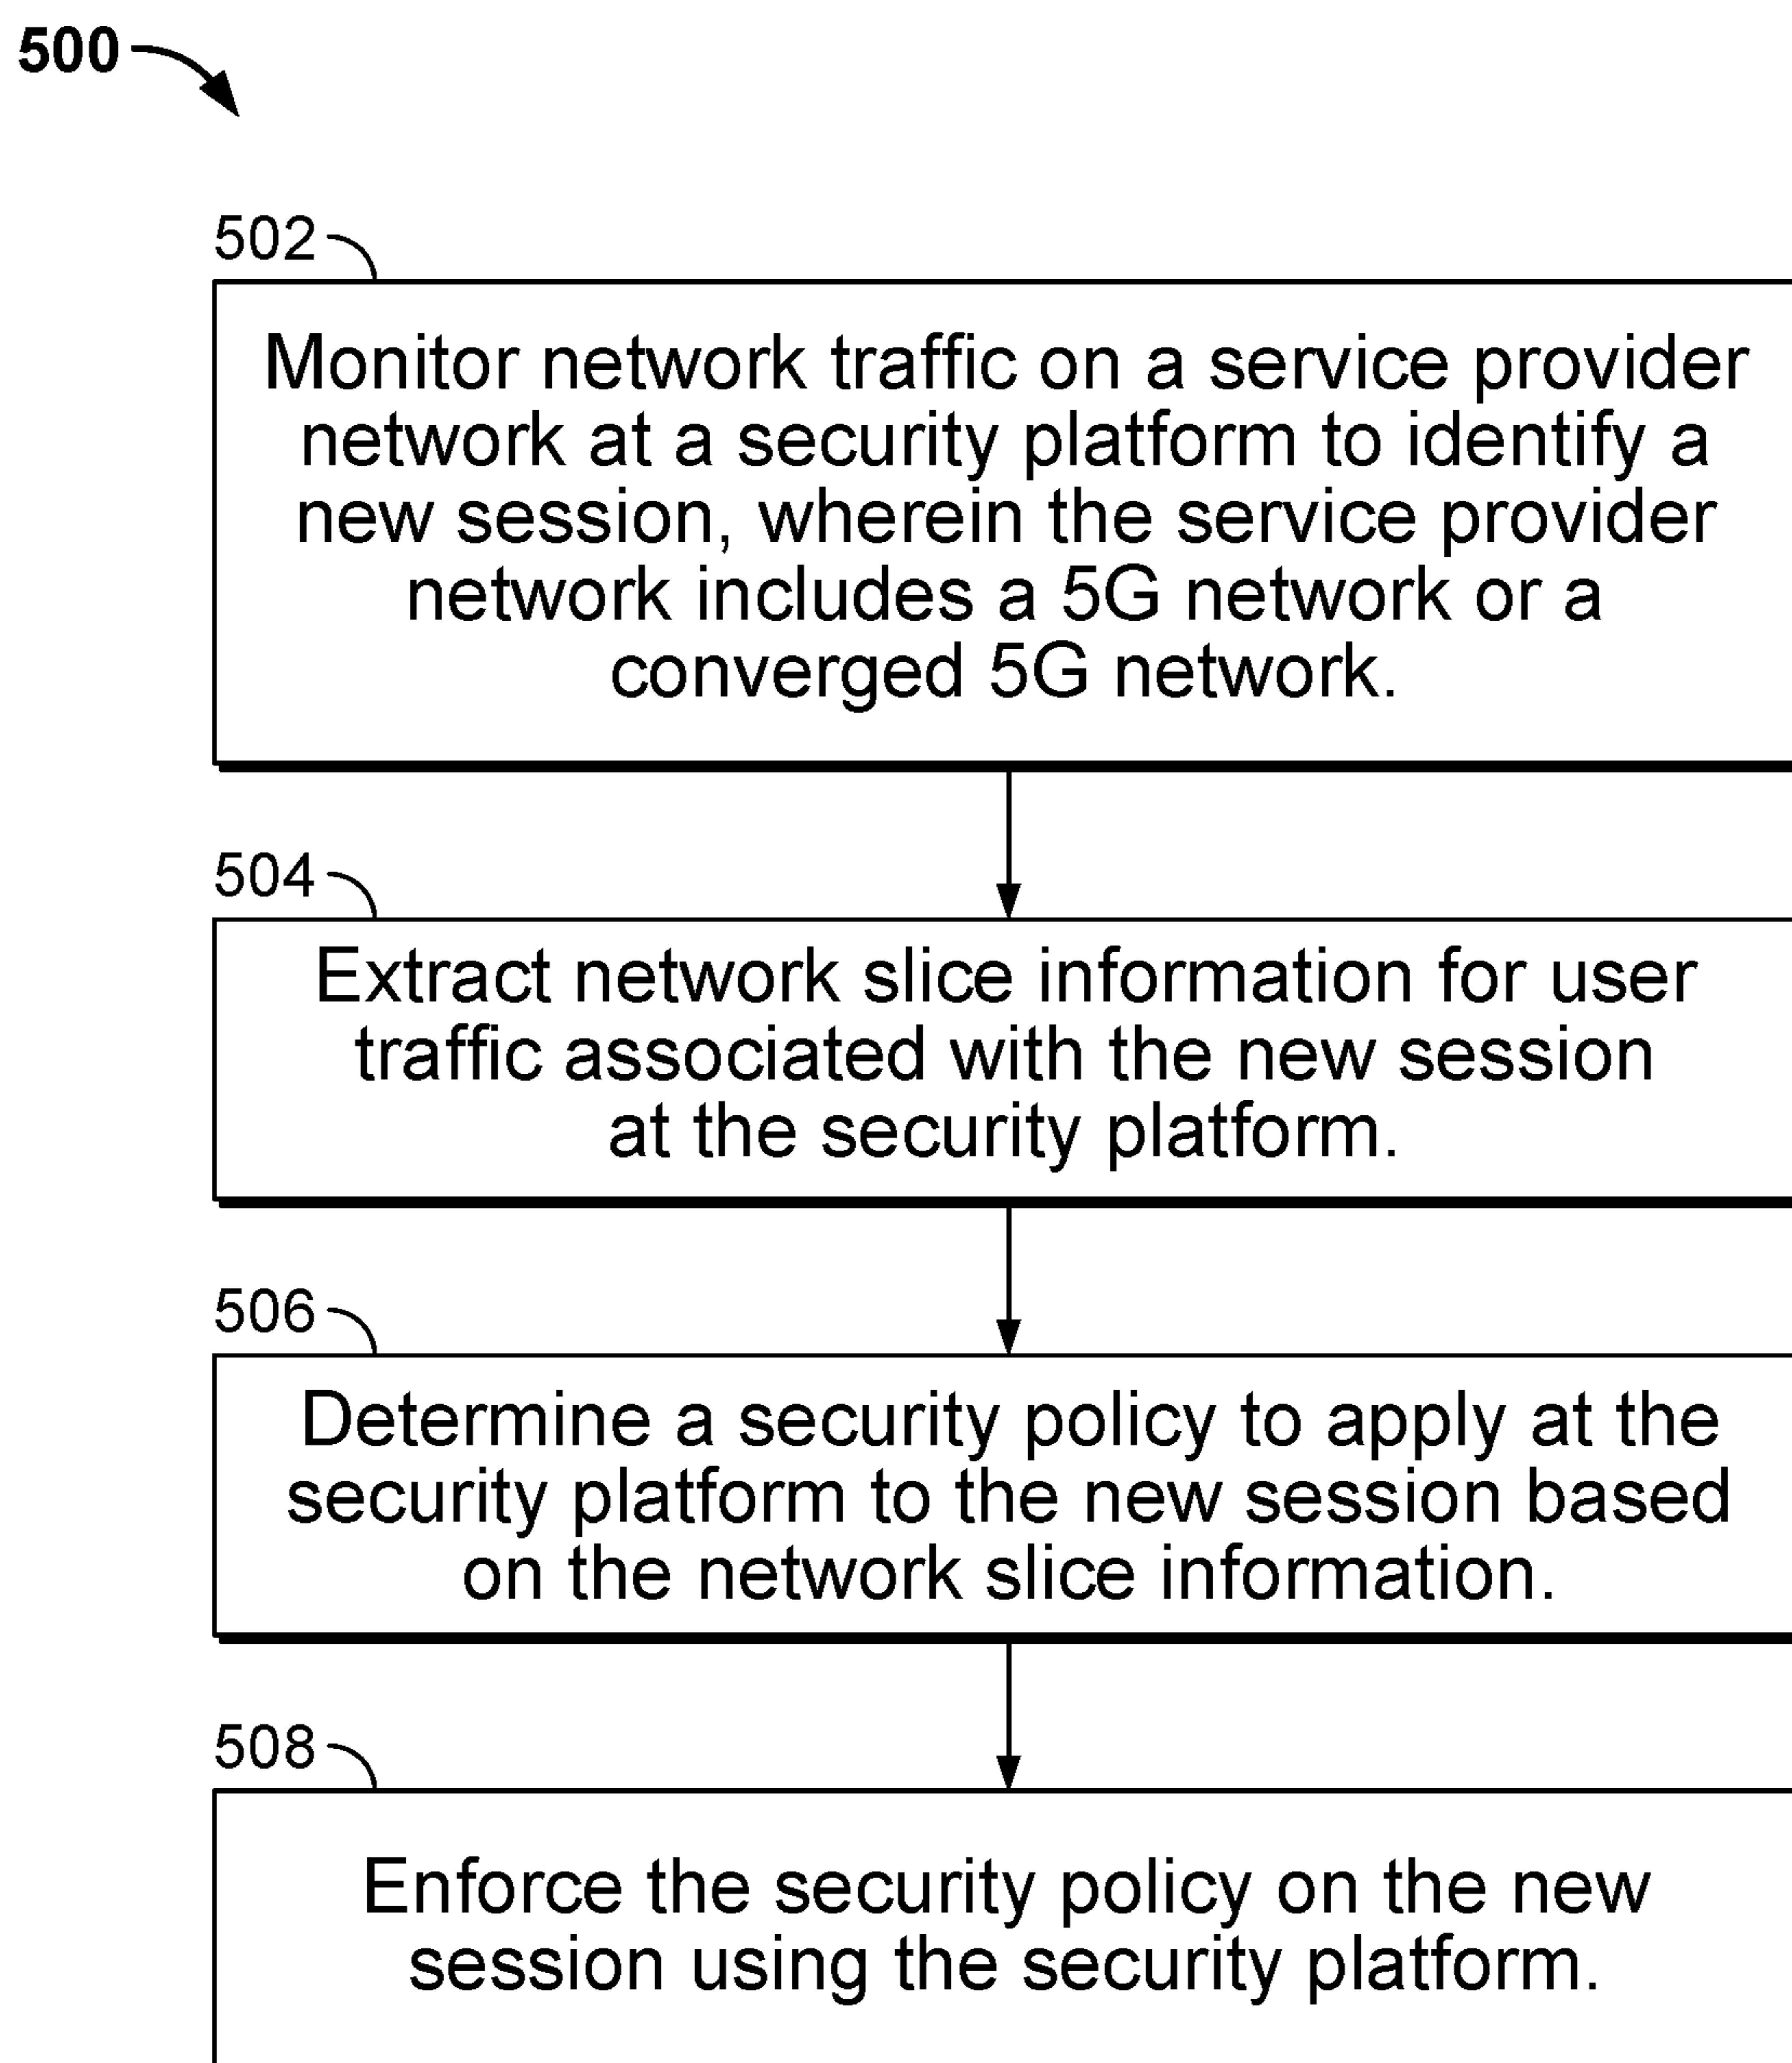 500
502
Monitor network traffic on a service provider
network at a security platform to identify a
new session, wherein the service provider
network includes a 5G network or a
converged 5G network.
504
Extract network slice information for user
traffic associated with the new session
at the security platform.
506
Determine a security policy to apply at the
security platform to the new session based
on the network slice information.
508
Enforce the security policy on the new
session using the security platform.